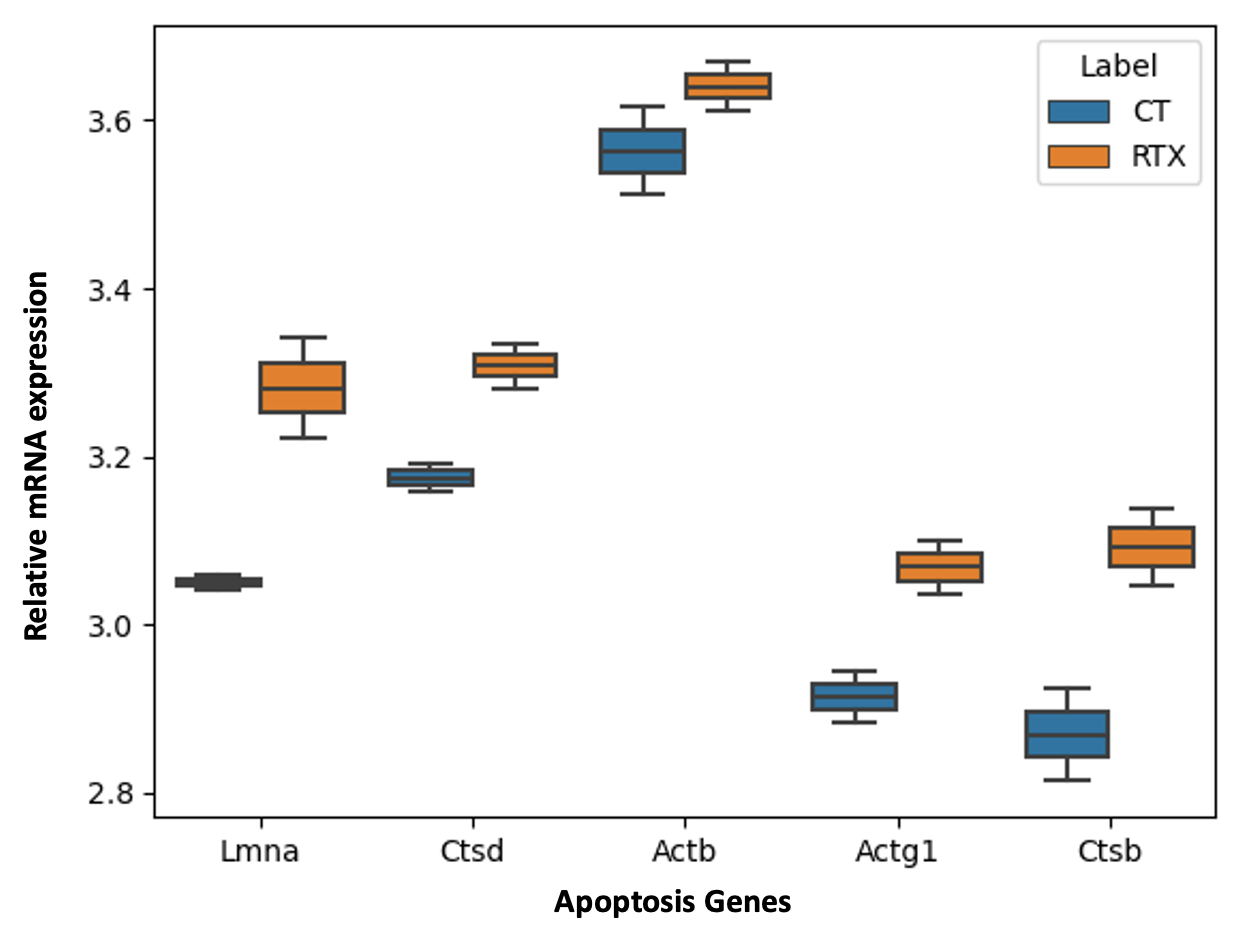 Label
CT
RTX
3.6
3.4
3.2
3.0
2.8
Relative mRNA expression
Lmna Ctsd Actb Actg1 Ctsb
Apoptosis Genes